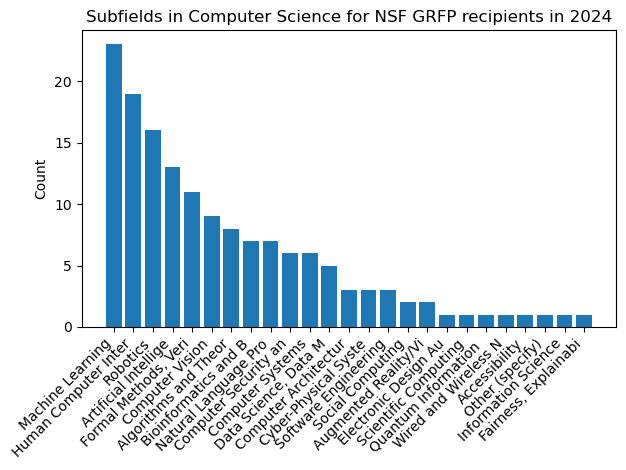 Subfields in Computer Science for NSF GRFP recipients in 2024
Count
20
15
10
5
0
Machine Learning
Human Computer Inter
Robotics
Artificial Intellige
Formal Methods, Veri
Computer Vision
Algorithms and Theor
Bioinformatics and B
Natural Language Pro
Computer Security an
Computer Systems
Data Science, Data M
Computer Architectur
Cyber-Physical Syste
Software Engineering
Social Computing
Augmented Reality/Vi
Electronic Design Au
Scientific Computing
Quantum Information
Wired and Wireless N
Accessibility
Other (specify)
Information Science
Fairness, Explainabi